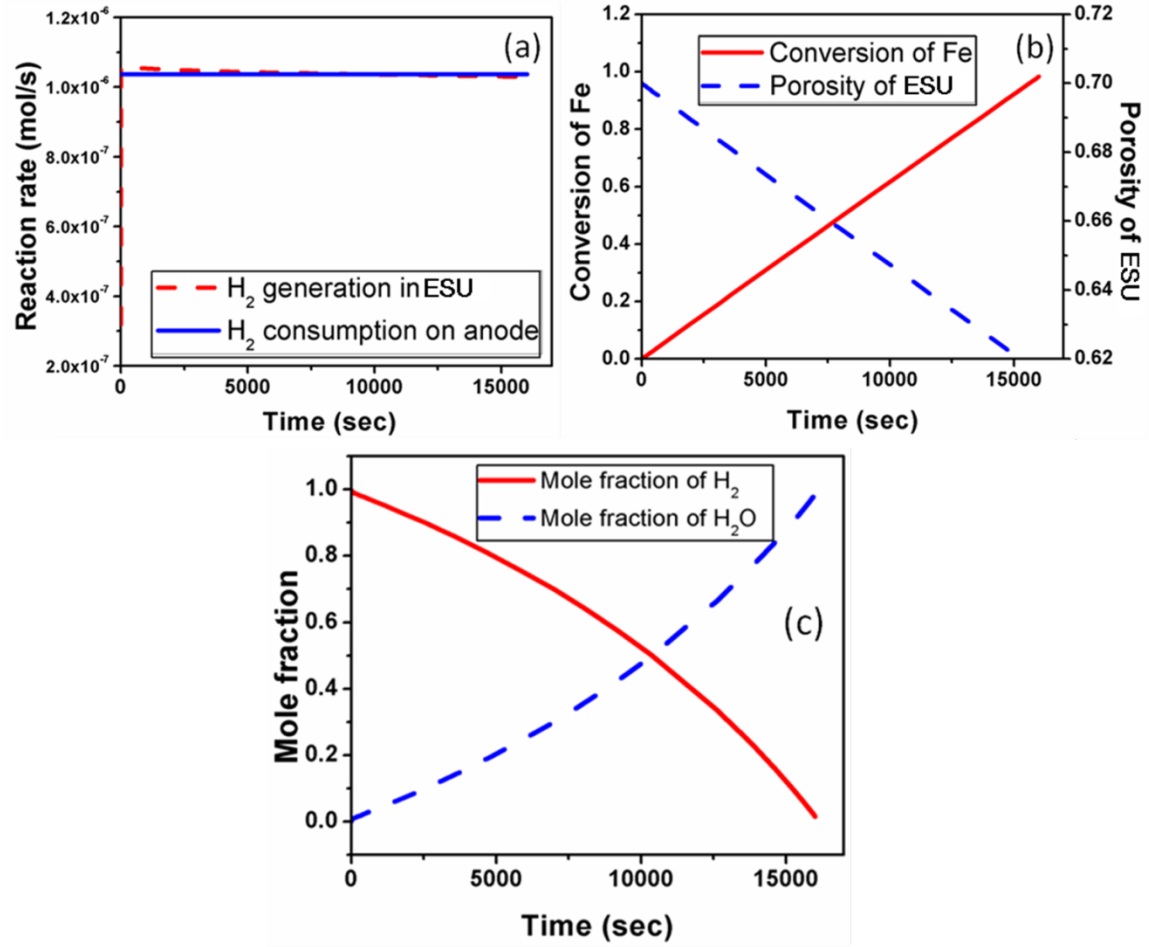 (a)
Reaction rate (mol/s)
1.2x10⁻⁶
1.0x10⁻⁶
8.0x10⁻⁷
6.0x10⁻⁷
4.0x10⁻⁷
2.0x10⁻⁷
H₂ generation in ESU
H₂ consumption on anode
0 5000 10000 15000
Time (sec)
(b)
Conversion of Fe
1.2
1.0
0.8
0.6
0.4
0.2
0.0
Conversion of Fe
Porosity of ESU
0.72
0.70
0.68
0.66
0.64
0.62
Porosity of ESU
0 5000 10000 15000
Time (sec)
Mole fraction
1.0
0.8
0.6
0.4
0.2
0.0
Mole fraction of H₂
Mole fraction of H₂O
(c)
0 5000 10000 15000
Time (sec)